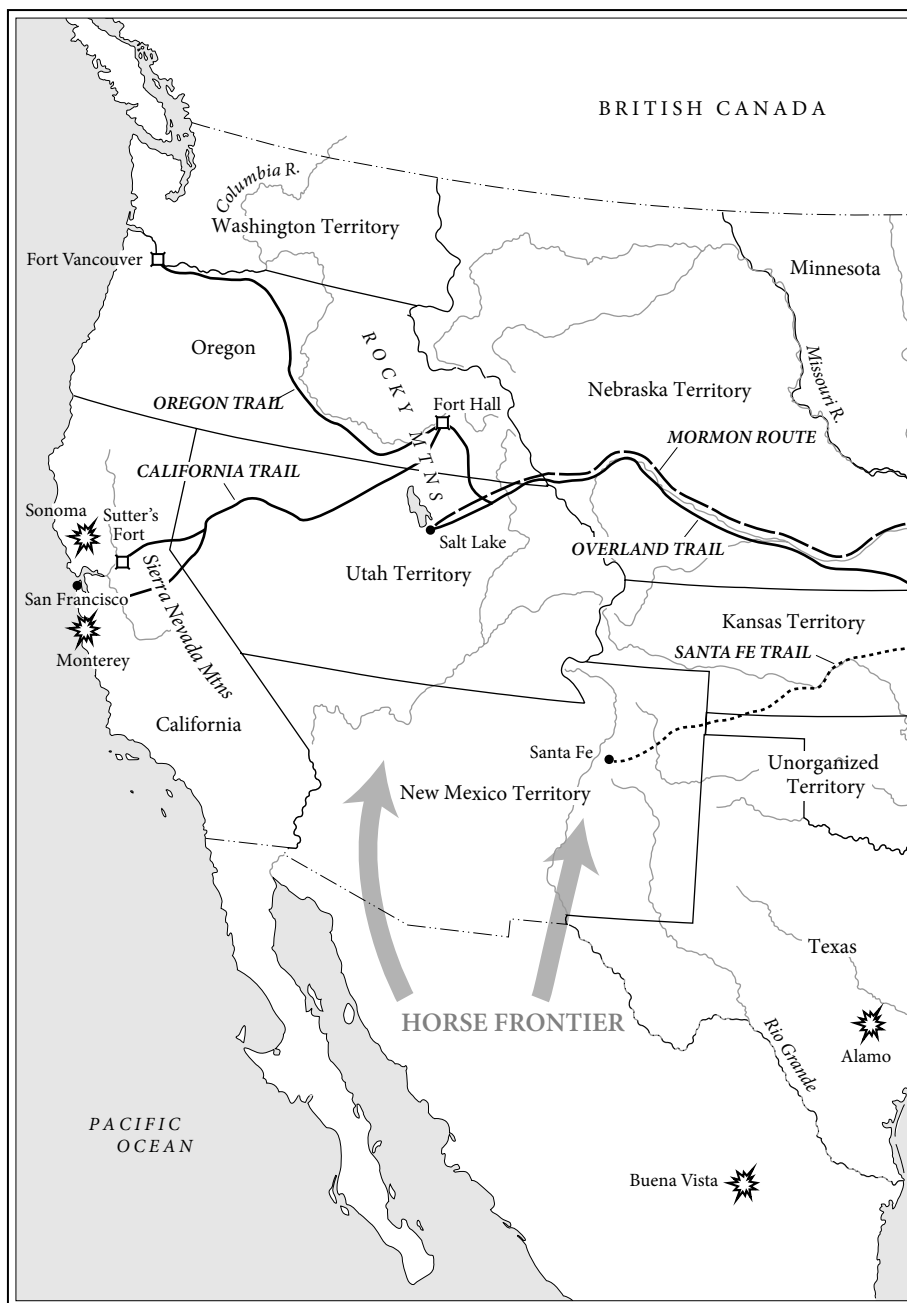 BRITISH CANADA
Columbia R.
Washington Territory
Fort Vancouver
Minnesota
Oregon
ROCKY MTNS
Missouri R.
Nebraska Territory
OREGON TRAIL
Fort Hall
MORMON ROUTE
CALIFORNIA TRAIL
Sonoma
Sutter's
Fort
Salt Lake
OVERLAND TRAIL
Utah Territory
San Francisco
Sierra Nevada Mtns
Kansas Territory
Monterey
SANTA FE TRAIL
California
Santa Fe
Unorganized
Territory
New Mexico Territory
Texas
HORSE FRONTIER
Rio Grande
Alamo
PACIFIC
OCEAN
Buena Vista